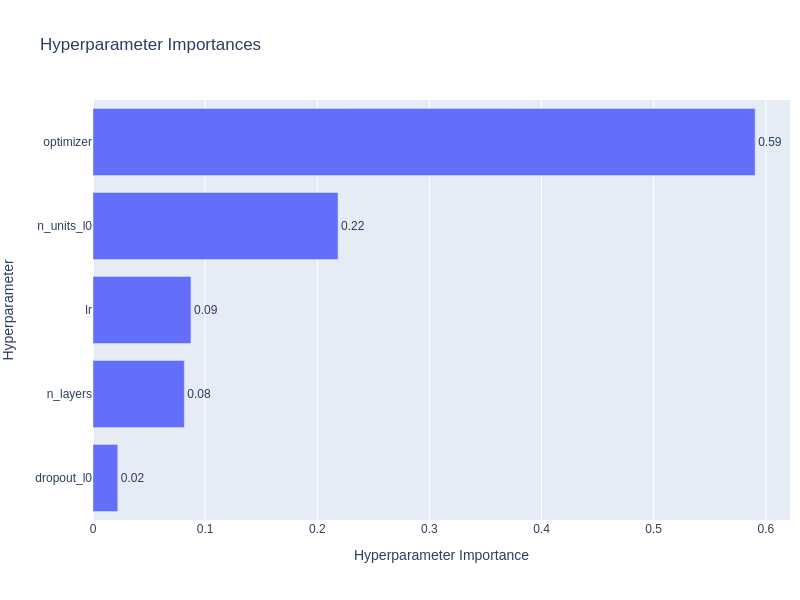 Hyperparameter Importances
Hyperparameter
optimizer 0.59
n_units_l0 0.22
lr 0.09
n_layers 0.08
dropout_l0 0.02
0 0.1 0.2 0.3 0.4 0.5 0.6
Hyperparameter Importance